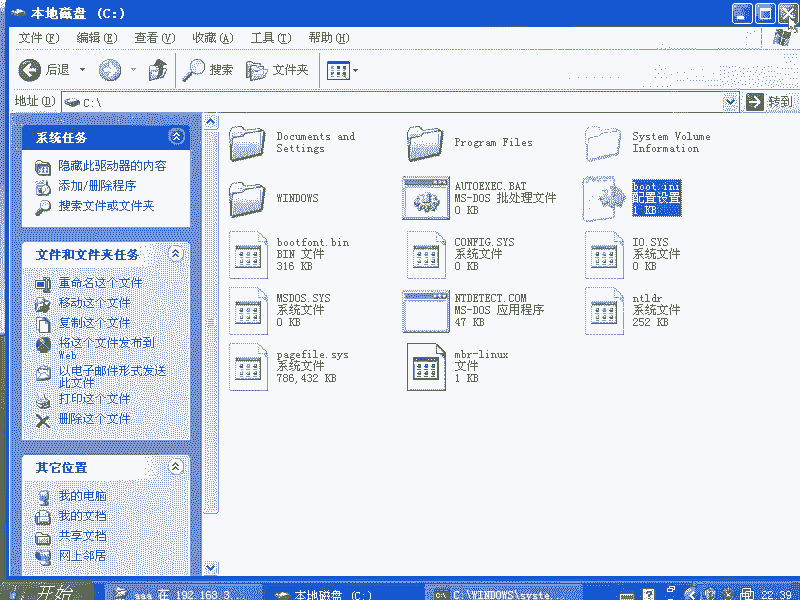 本地磁盘 (C:)
文件(F) 编辑(E) 查看(V) 收藏(A) 工具(T) 帮助(H)
后退 搜索 文件夹
地址(D) C:\ 转到
系统任务
隐藏此驱动器的内容
添加/删除程序
搜索文件或文件夹
文件和文件夹任务
重命名这个文件
移动这个文件
复制这个文件
将这个文件发布到
Web
以电子邮件形式发送
此文件
打印这个文件
删除这个文件
其它位置
我的电脑
我的文档
共享文档
网上邻居
Documents and
Settings
Program Files
System Volume
Information
WINDOWS
AUTOEXEC.BAT
MS-DOS 批处理文件
0 KB
boot.ini
配置设置
1 KB
bootfont.bin
BIN 文件
316 KB
CONFIG.SYS
系统文件
0 KB
IO.SYS
系统文件
0 KB
MSDOS.SYS
系统文件
0 KB
NTDETECT.COM
MS-DOS 应用程序
47 KB
ntldr
系统文件
252 KB
pagefile.sys
系统文件
786,432 KB
mbr-linux
文件
1 KB
开始 aaa 在 192.168.3... 本地磁盘 (C:) C:\WINDOWS\syste... 22:39